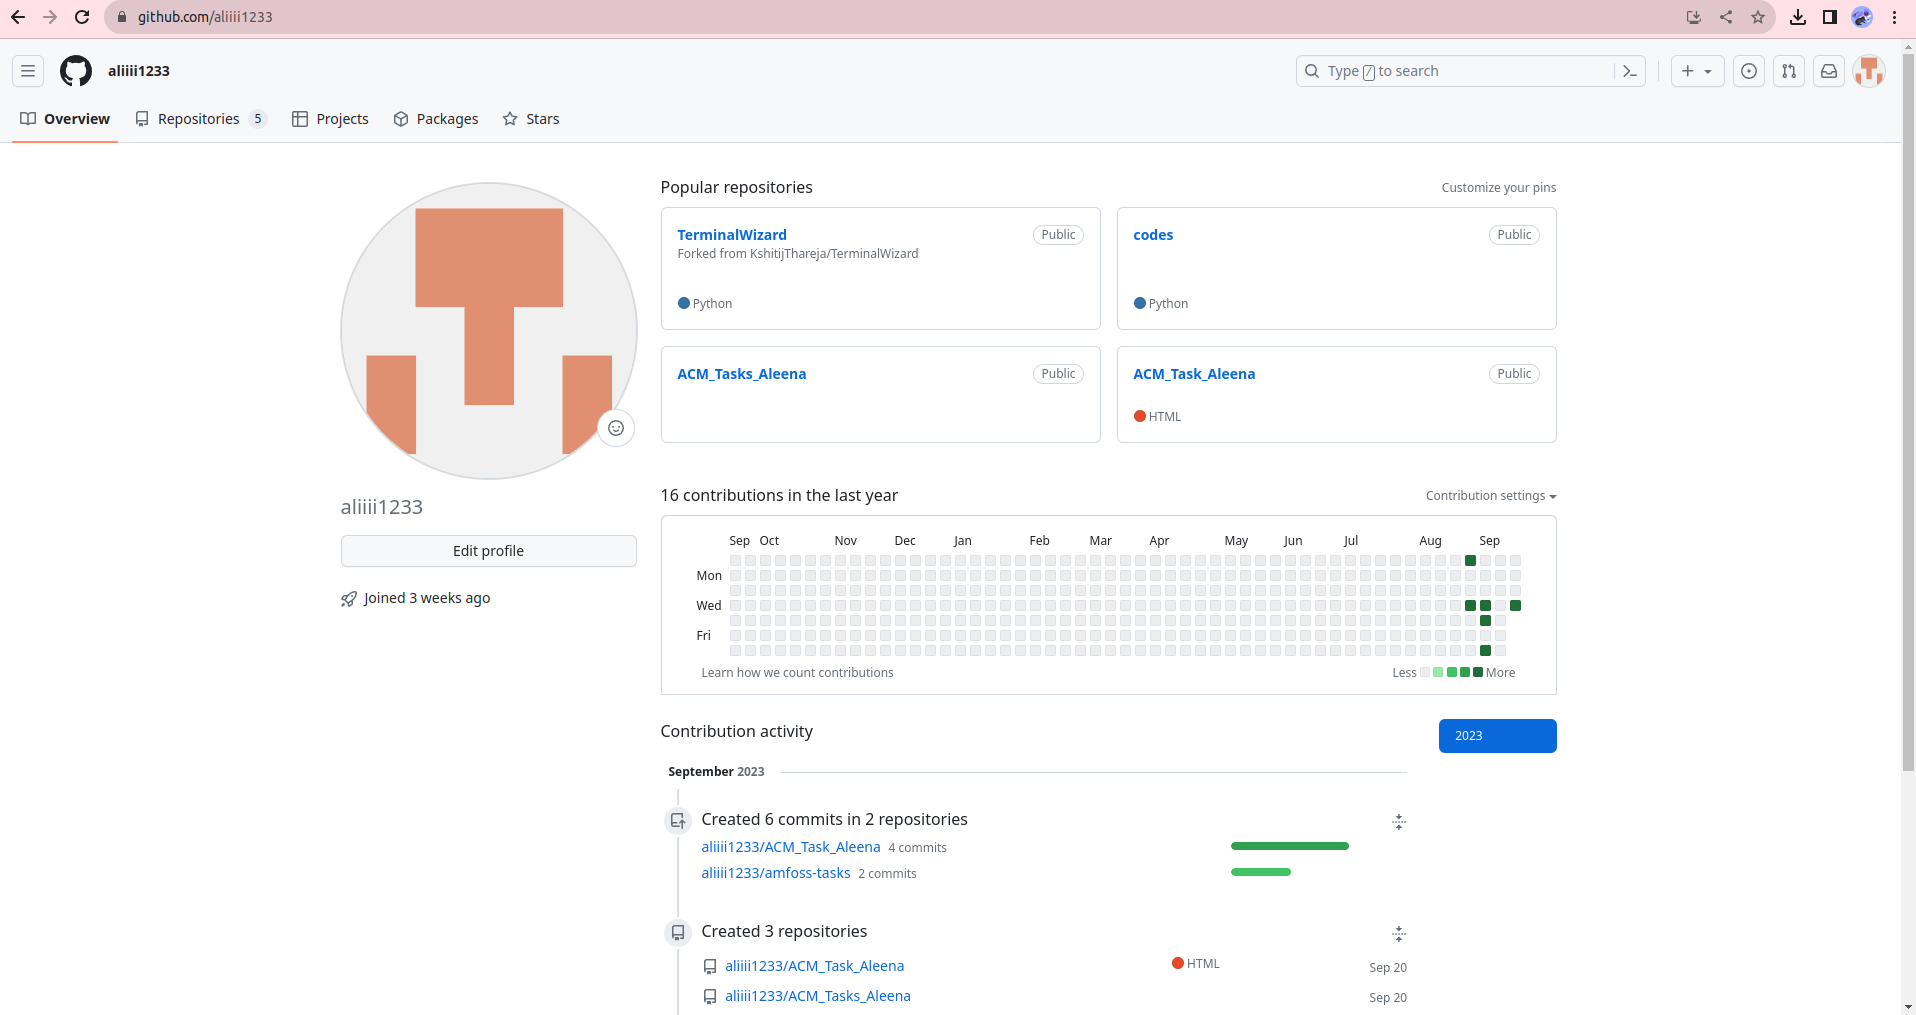 github.com/aliiii1233
aliiii1233
Type / to search
Overview Repositories 5 Projects Packages Stars
Popular repositories Customize your pins
TerminalWizard Public
Forked from KshitijThareja/TerminalWizard
Python
codes Public
Python
ACM_Tasks_Aleena Public
ACM_Task_Aleena Public
HTML
aliiii1233
Edit profile
Joined 3 weeks ago
16 contributions in the last year Contribution settings
Sep Oct Nov Dec Jan Feb Mar Apr May Jun Jul Aug Sep
Mon
Wed
Fri
Learn how we count contributions Less More
Contribution activity 2023
September 2023
Created 6 commits in 2 repositories
aliiii1233/ACM_Task_Aleena 4 commits
aliiii1233/amfoss-tasks 2 commits
Created 3 repositories
aliiii1233/ACM_Task_Aleena HTML Sep 20
aliiii1233/ACM_Tasks_Aleena Sep 20